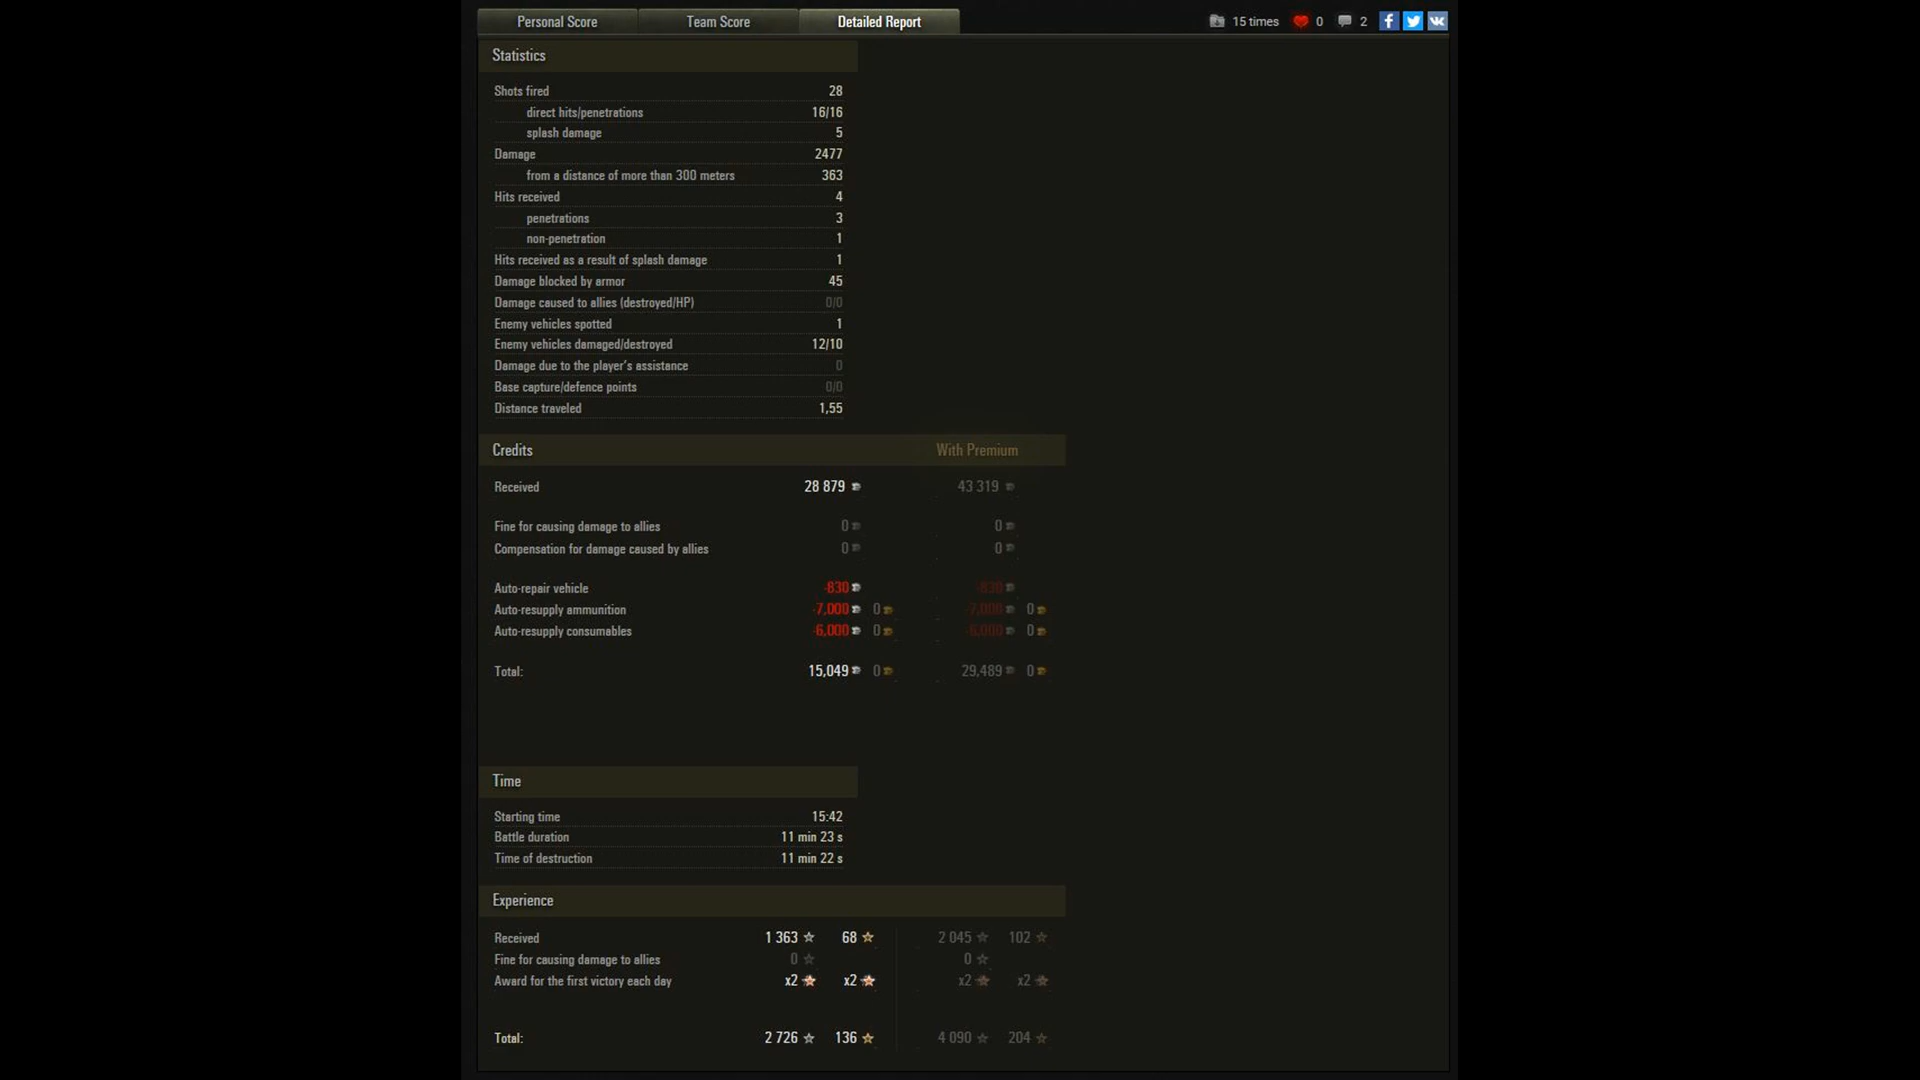 Personal Score Team Score Detailed Report 15 times 0 2
Statistics
Shots fired 28
direct hits/penetrations 16/16
splash damage 5
Damage 2477
from a distance of more than 300 meters 363
Hits received 4
penetrations 3
non-penetration 1
Hits received as a result of splash damage 1
Damage blocked by armor 45
Damage caused to allies (destroyed/HP) 0/0
Enemy vehicles spotted 1
Enemy vehicles damaged/destroyed 12/10
Damage due to the player's assistance 0
Base capture/defence points 0/0
Distance traveled 1,55
Credits With Premium
Received 28 879 43 319
Fine for causing damage to allies 0 0
Compensation for damage caused by allies 0 0
Auto-repair vehicle -830 -830
Auto-resupply ammunition -7,000 0 -7,000 0
Auto-resupply consumables -6,000 0 -6,000 0
Total: 15,049 0 29,489 0
Time
Starting time 15:42
Battle duration 11 min 23 s
Time of destruction 11 min 22 s
Experience
Received 1 363 68 2 045 102
Fine for causing damage to allies 0 0
Award for the first victory each day x2 x2 x2 x2
Total: 2 726 136 4 090 204